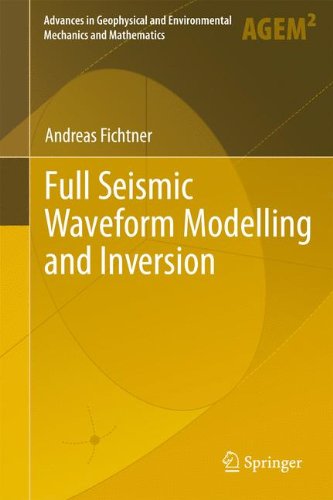 Advances in Geophysical and Environmental
Mechanics and Mathematics
AGEM²
Andreas Fichtner
Full Seismic
Waveform Modelling
and Inversion
Springer